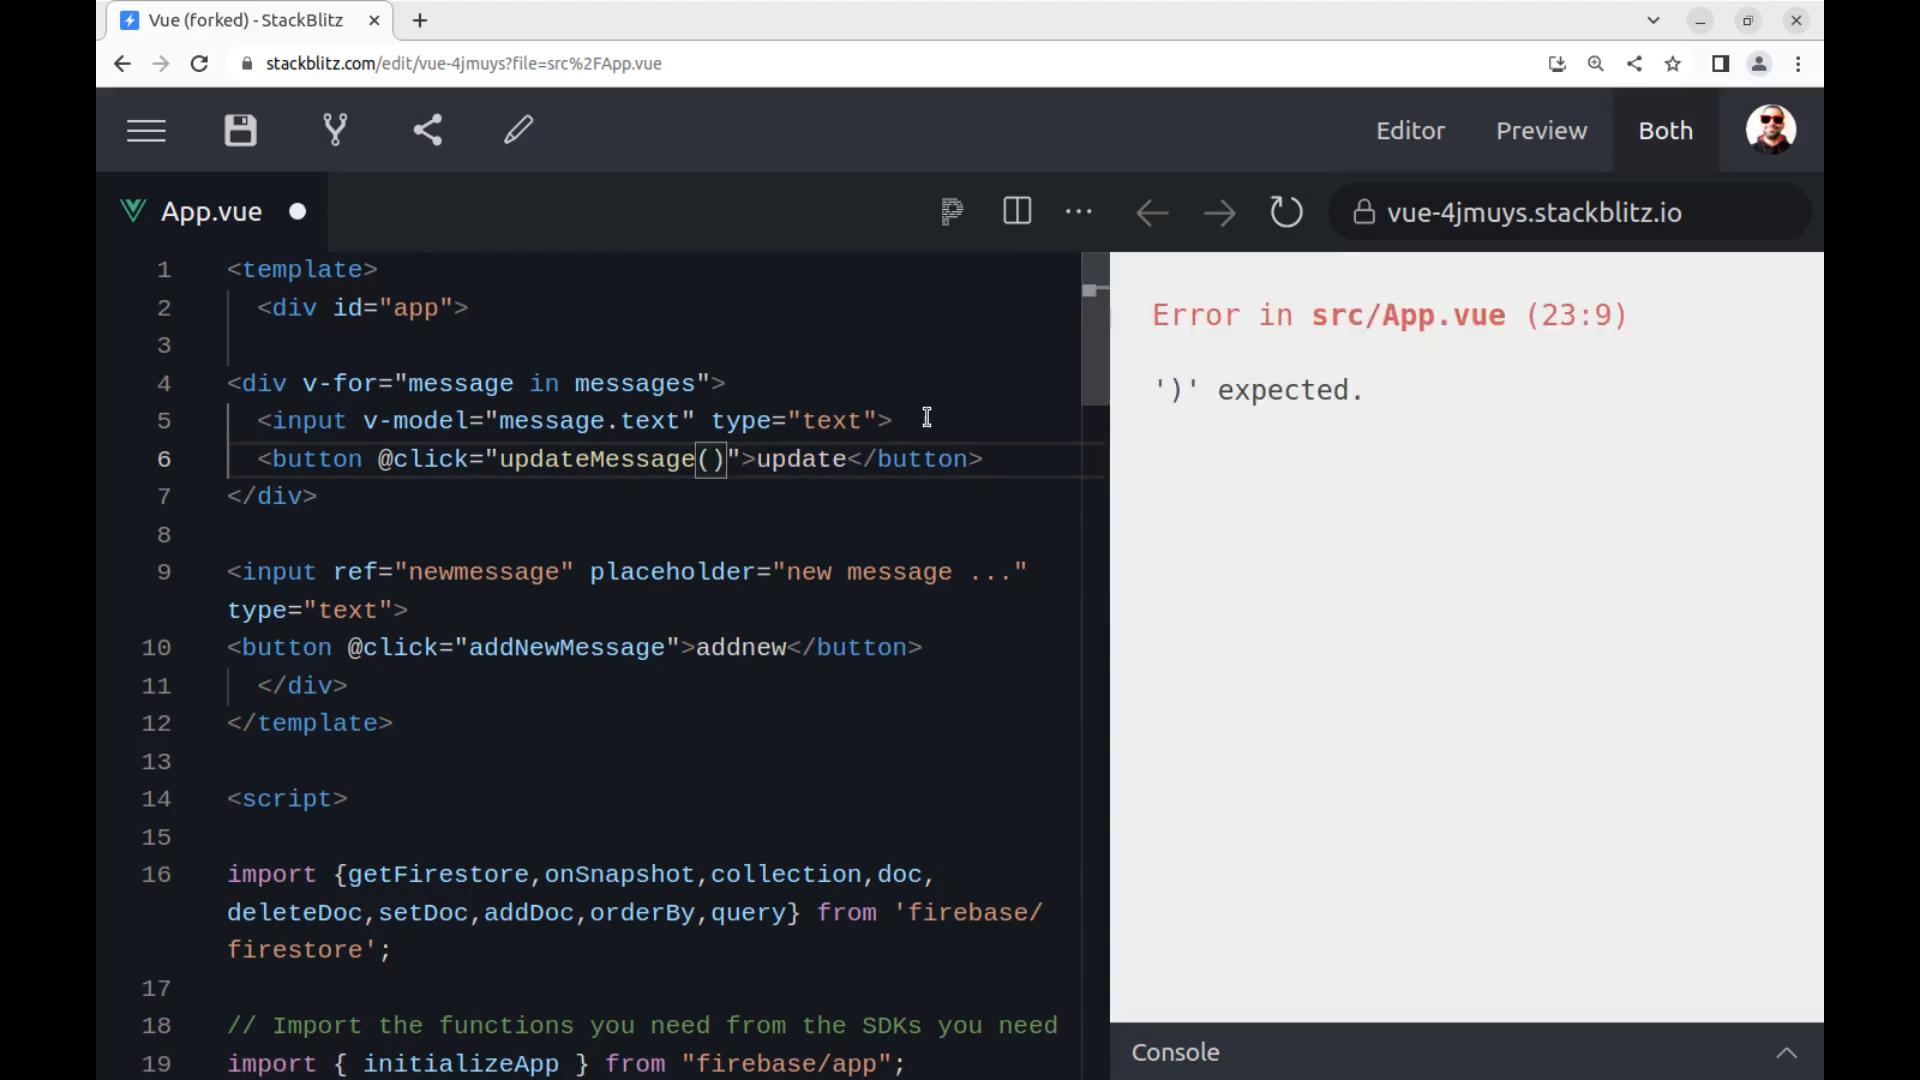 Vue (forked) - StackBlitz
stackblitz.com/edit/vue-4jmuys?file=src%2FApp.vue
Editor
Preview
Both
App.vue
vue-4jmuys.stackblitz.io
1 <template>
2 <div id="app">
3
4 <div v-for="message in messages">
5 <input v-model="message.text" type="text">
6 <button @click="updateMessage()">update</button>
7 </div>
8
9 <input ref="newmessage" placeholder="new message ..."
type="text">
10 <button @click="addNewMessage">addnew</button>
11 </div>
12 </template>
13
14 <script>
15
16 import {getFirestore,onSnapshot,collection,doc,
deleteDoc,setDoc,addDoc,orderBy,query} from 'firebase/
firestore';
17
18 // Import the functions you need from the SDKs you need
19 import { initializeApp } from "firebase/app";
Error in src/App.vue (23:9)
')' expected.
Console